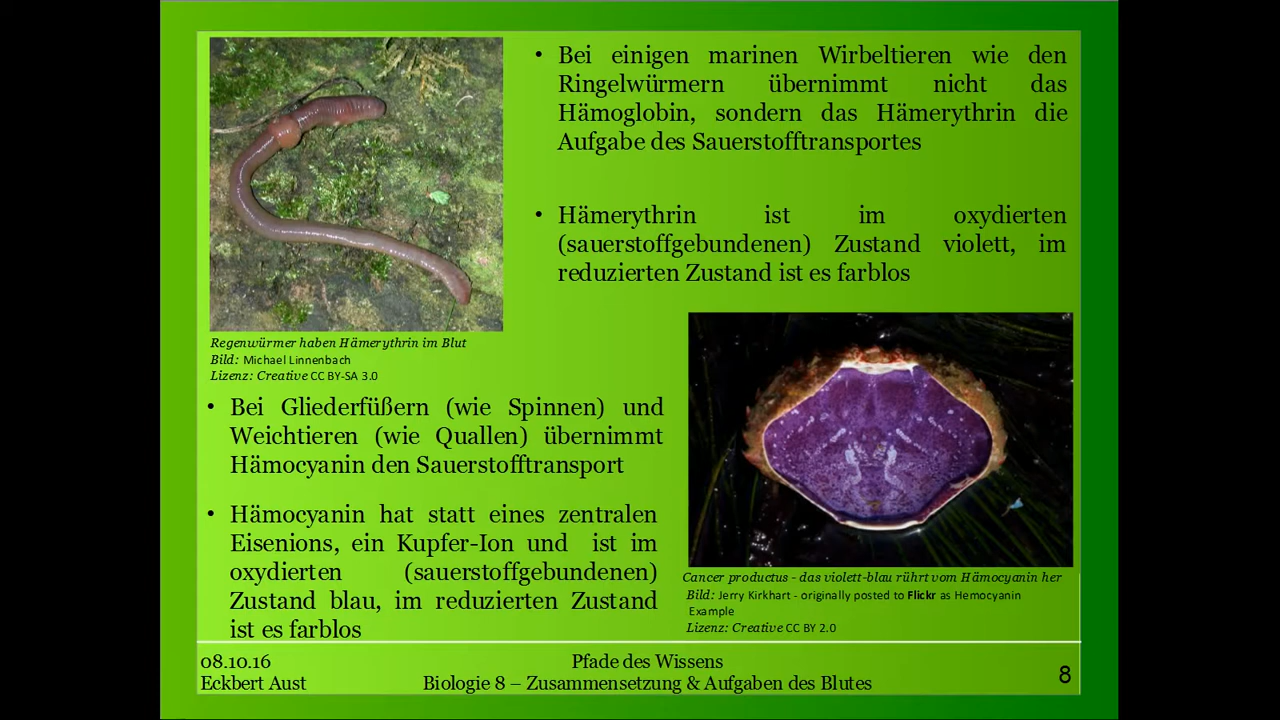 • Bei einigen marinen Wirbeltieren wie den
Ringelwürmern übernimmt nicht das
Hämoglobin, sondern das Hämerythrin die
Aufgabe des Sauerstofftransportes
• Hämerythrin ist im oxydierten
(sauerstoffgebundenen) Zustand violett, im
reduzierten Zustand ist es farblos
Regenwürmer haben Hämerythrin im Blut
Bild: Michael Linnenbach
Lizenz: Creative CC BY-SA 3.0
• Bei Gliederfüßern (wie Spinnen) und
Weichtieren (wie Quallen) übernimmt
Hämocyanin den Sauerstofftransport
• Hämocyanin hat statt eines zentralen
Eisenions, ein Kupfer-Ion und ist im
oxydierten (sauerstoffgebundenen)
Zustand blau, im reduzierten Zustand
ist es farblos
Cancer productus - das violett-blau rührt vom Hämocyanin her
Bild: Jerry Kirkhart - originally posted to Flickr as Hemocyanin
Example
Lizenz: Creative CC BY 2.0
08.10.16
Eckbert Aust
Pfade des Wissens
Biologie 8 – Zusammensetzung & Aufgaben des Blutes
8